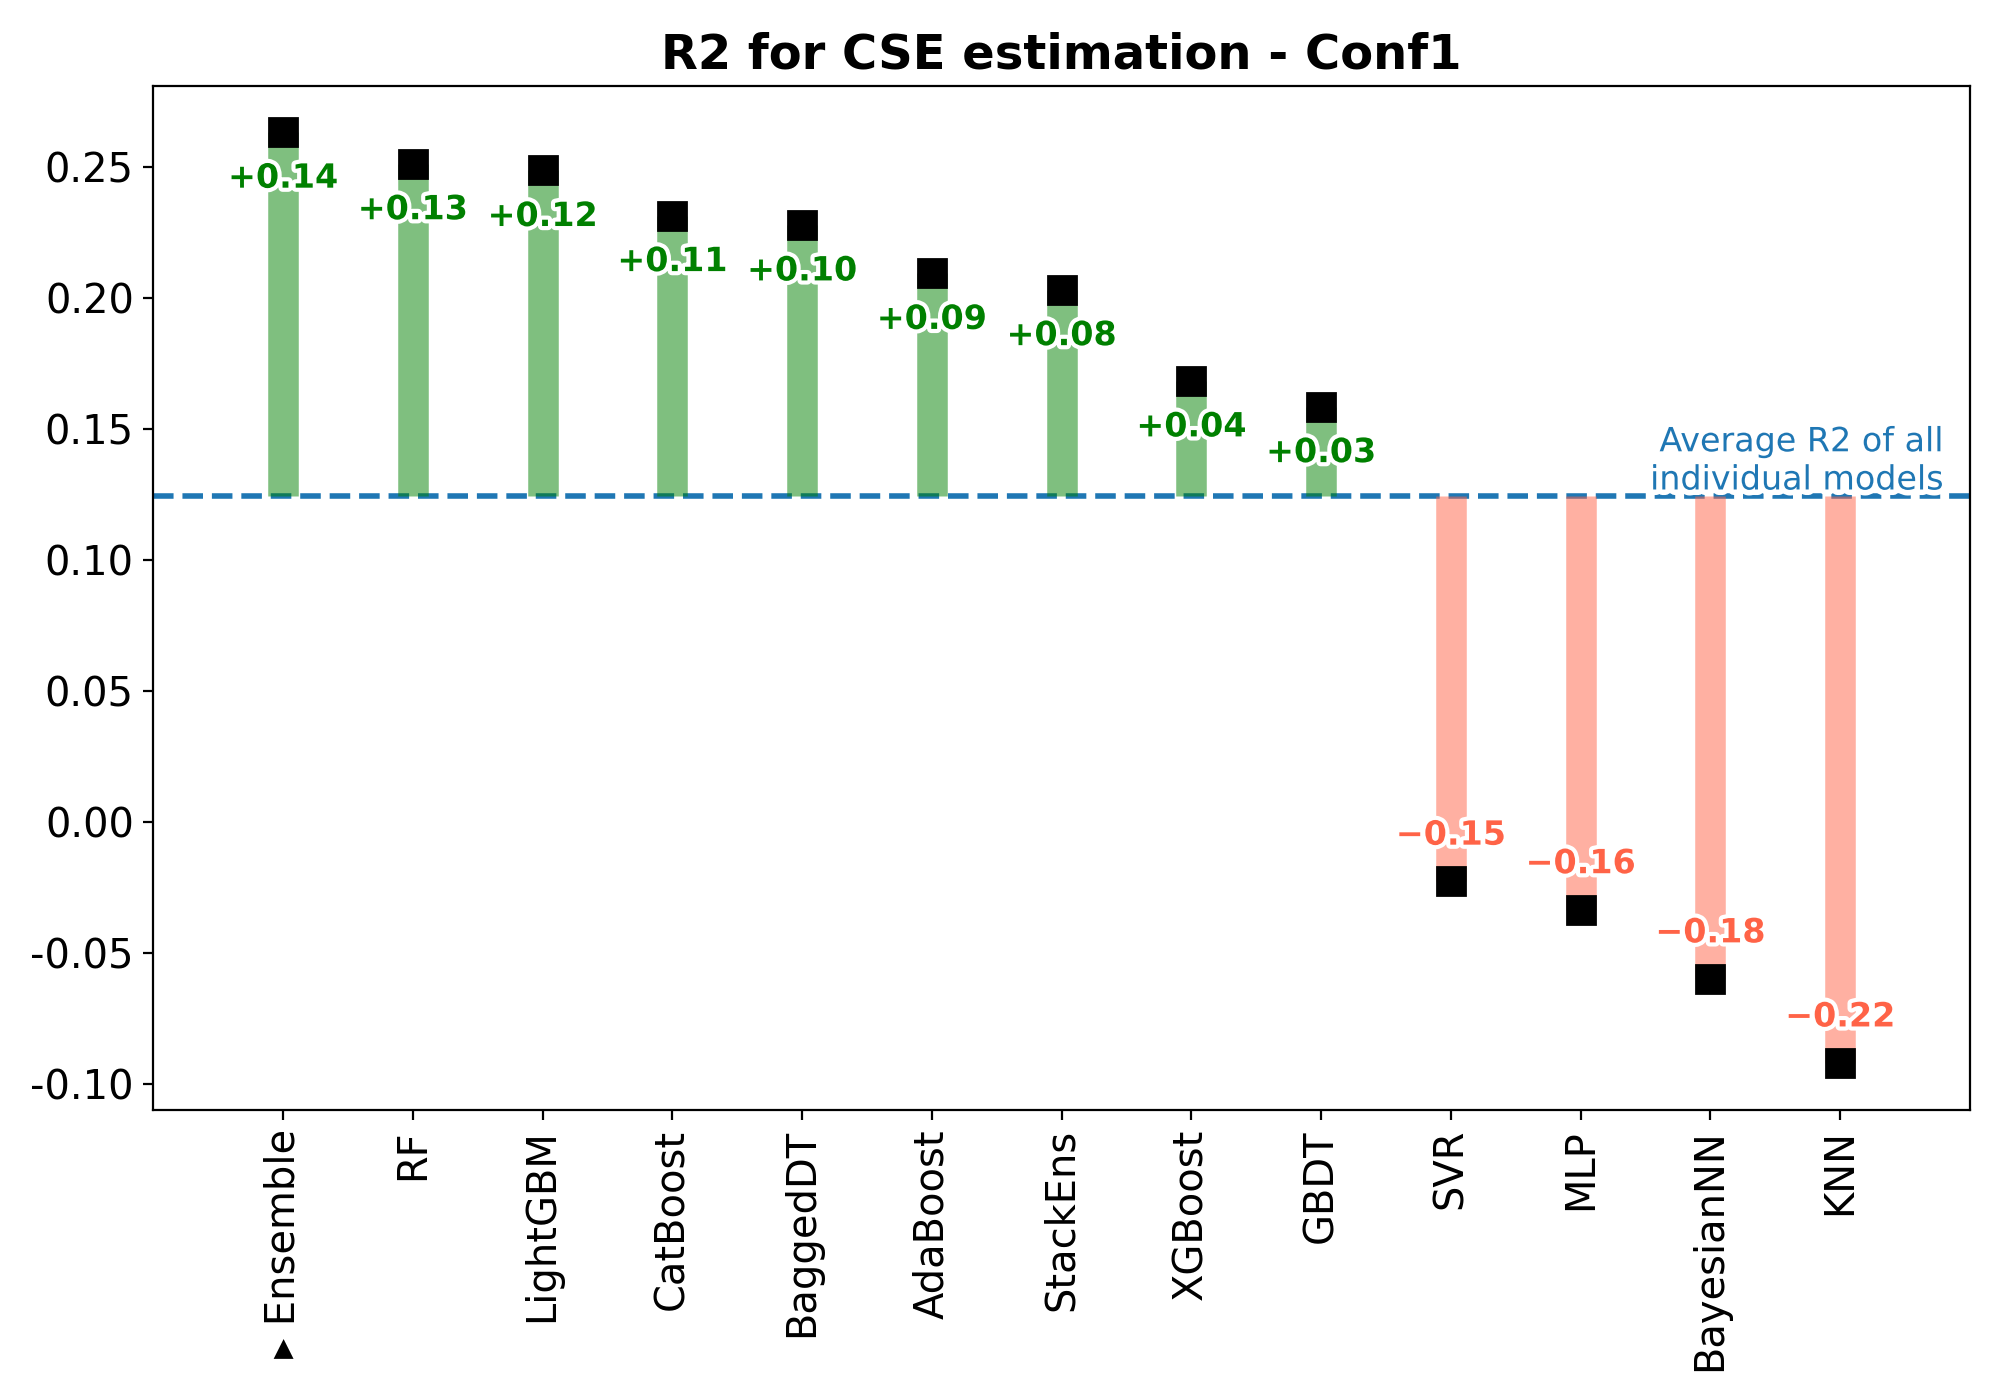 R2 for CSE estimation - Conf1
0.25
0.20
0.15
0.10
0.05
0.00
-0.05
-0.10
+0.14
+0.13
+0.12
+0.11
+0.10
+0.09
+0.08
+0.04
+0.03
−0.15
−0.16
−0.18
−0.22
Average R2 of all
individual models
► Ensemble
RF
LightGBM
CatBoost
BaggedDT
AdaBoost
StackEns
XGBoost
GBDT
SVR
MLP
BayesianNN
KNN